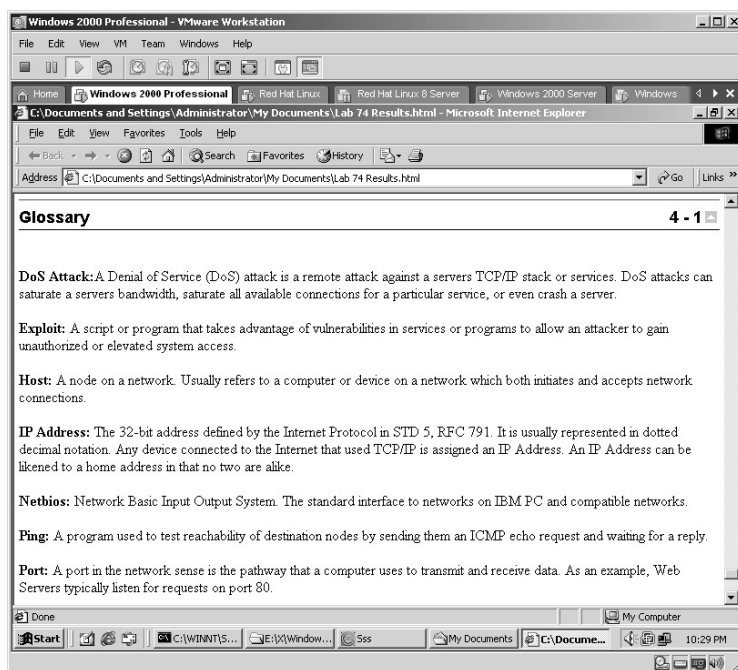 Windows 2000 Professional - VMware Workstation
File Edit View VM Team Windows Help
Home Windows 2000 Professional Red Hat Linux Red Hat Linux 8 Server Windows 2000 Server Windows
C:\Documents and Settings\Administrator\My Documents\Lab 74 Results.html - Microsoft Internet Explorer
File Edit View Favorites Tools Help
Back Search Favorites History
Address C:\Documents and Settings\Administrator\My Documents\Lab 74 Results.html Go Links »
Glossary 4 - 1
DoS Attack:A Denial of Service (DoS) attack is a remote attack against a servers TCP/IP stack or services. DoS attacks can
saturate a servers bandwidth, saturate all available connections for a particular service, or even crash a server.
Exploit: A script or program that takes advantage of vulnerabilities in services or programs to allow an attacker to gain
unauthorized or elevated system access.
Host: A node on a network. Usually refers to a computer or device on a network which both initiates and accepts network
connections.
IP Address: The 32-bit address defined by the Internet Protocol in STD 5, RFC 791. It is usually represented in dotted
decimal notation. Any device connected to the Internet that used TCP/IP is assigned an IP Address. An IP Address can be
likened to a home address in that no two are alike.
Netbios: Network Basic Input Output System. The standard interface to networks on IBM PC and compatible networks.
Ping: A program used to test reachability of destination nodes by sending them an ICMP echo request and waiting for a reply.
Port: A port in the network sense is the pathway that a computer uses to transmit and receive data. As an example, Web
Servers typically listen for requests on port 80.
Done My Computer
Start C:\WINNT\S... E:\X\Window... Sss My Documents C:\Docume... 10:29 PM